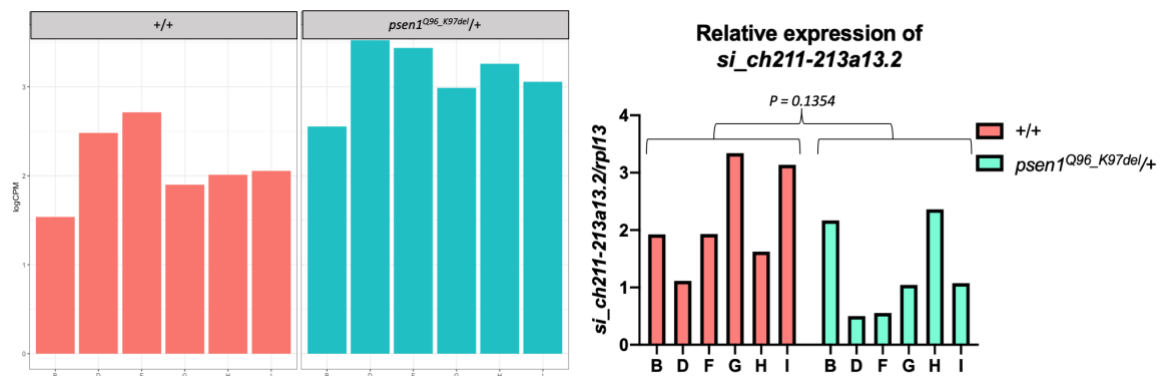 +/+
psen1Q96_K97del/+
logCPM
3
2
1
0
Relative expression of
si_ch211-213a13.2
P = 0.1354
si_ch211-213a13.2/rpl13
4
3
2
1
0
B D F G H I B D F G H I
+/+
psen1Q96_K97del/+